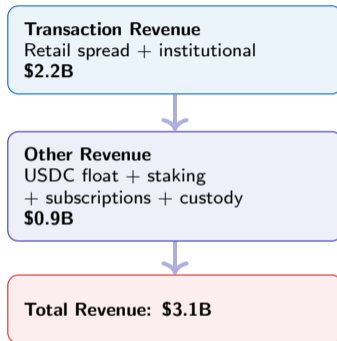 Transaction Revenue
Retail spread + institutional
$2.2B
Other Revenue
USDC float + staking
+ subscriptions + custody
$0.9B
Total Revenue: $3.1B